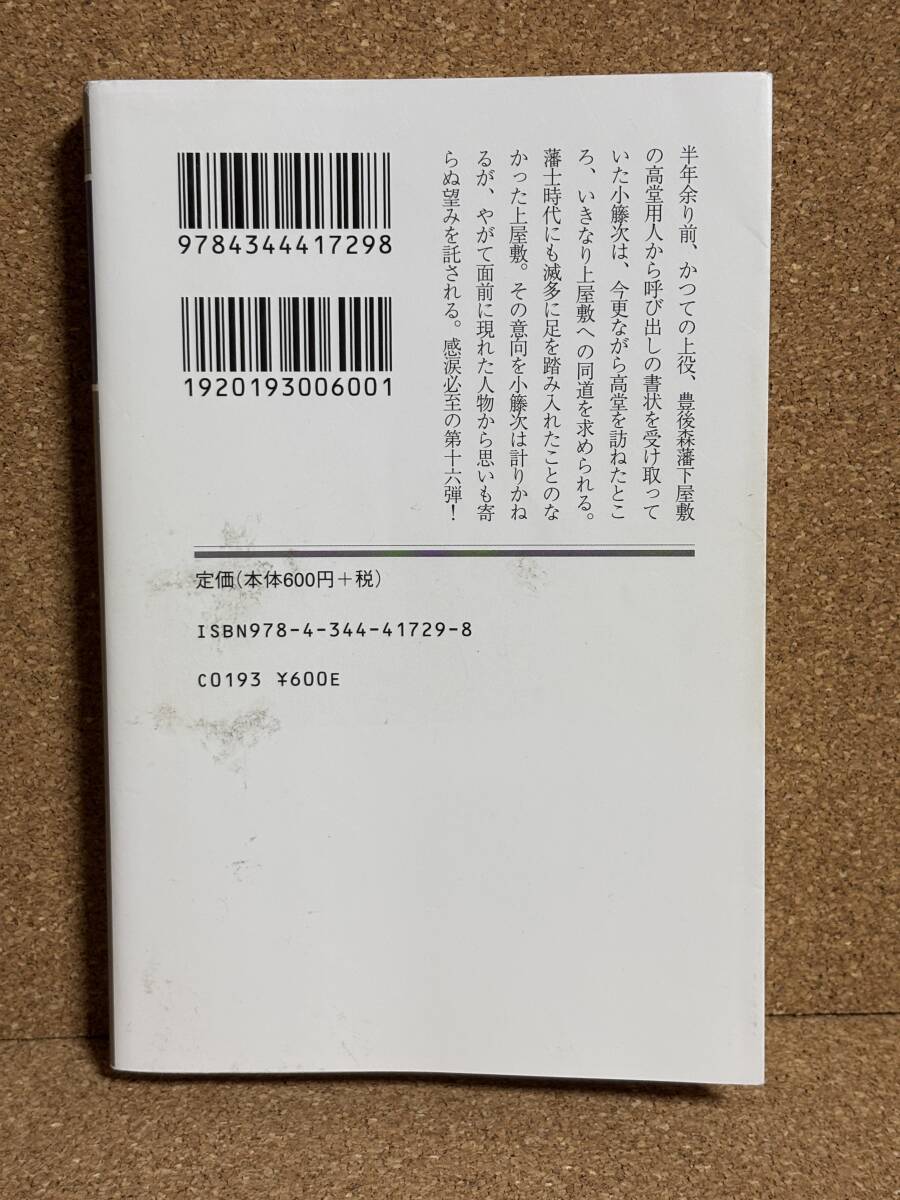 半年余り前、かつての上役、豊後森藩下屋敷
の高堂用人から呼び出しの書状を受け取って
いた小籐次は、今更ながら高堂を訪ねたとこ
ろ、いきなり上屋敷への同道を求められる。
藩士時代にも滅多に足を踏み入れたことのな
かった上屋敷。その意向を小籐次は計りかね
るが、やがて面前に現れた人物から思いも寄
らぬ望みを託される。感涙必至の第十六弾!
9784344417298
1920193006001
定価(本体600円+税)
ISBN978-4-344-41729-8
C0193 ¥600E